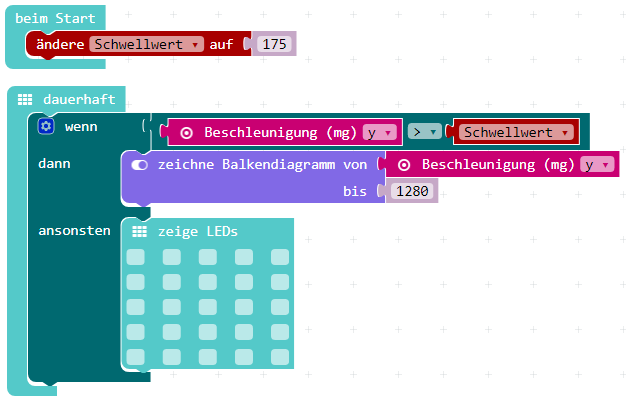 beim Start
ändere Schwellwert auf 175
dauerhaft
wenn Beschleunigung (mg) y > Schwellwert
dann zeichne Balkendiagramm von Beschleunigung (mg) y
bis 1280
ansonsten zeige LEDs